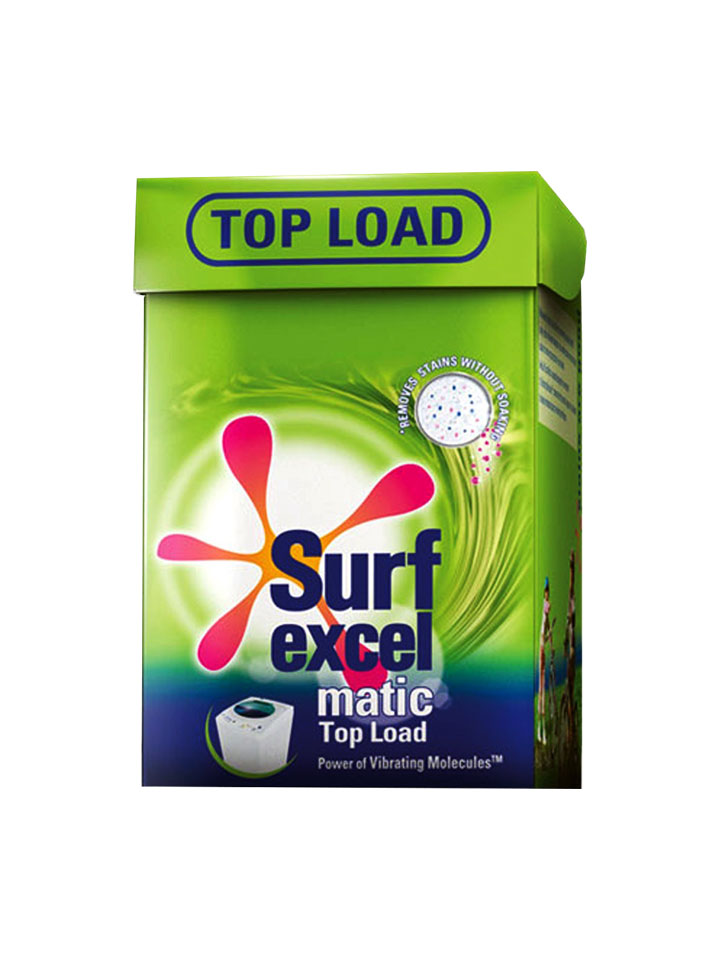 TOP LOAD
*REMOVES STAINS WITHOUT SOAKING
Surf
excel
matic
Top Load
Power of Vibrating Molecules™